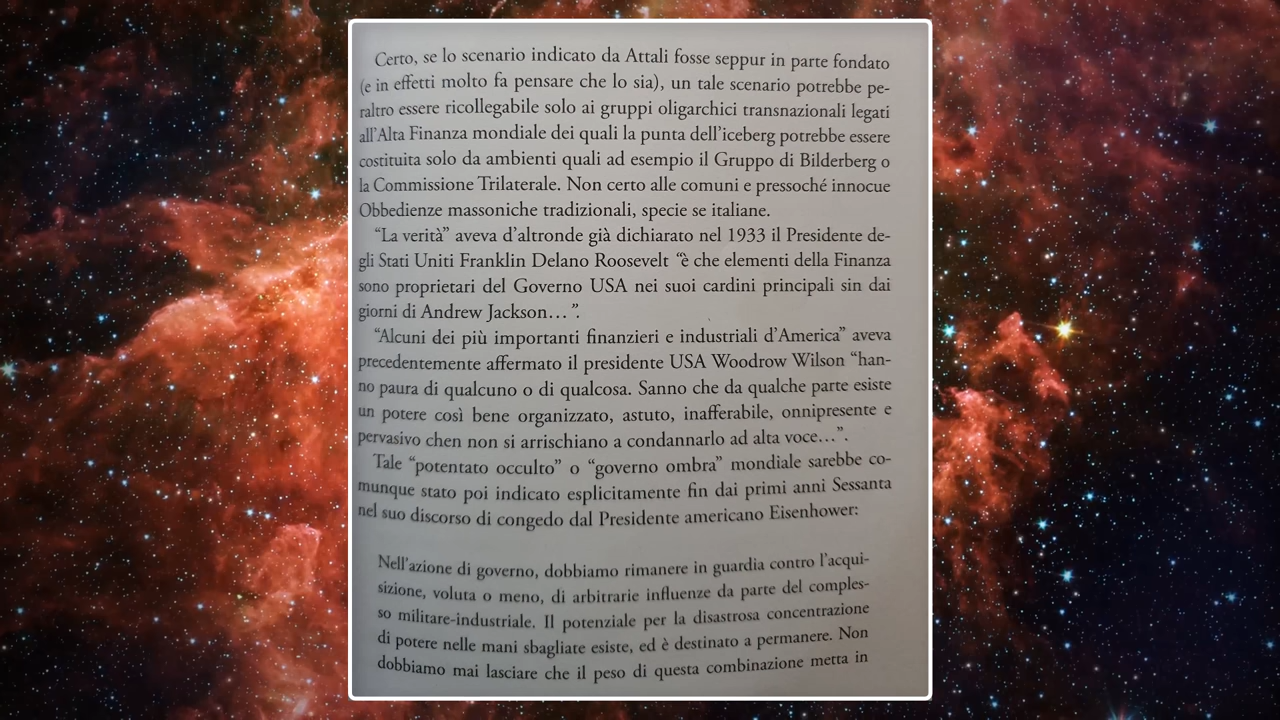 Certo, se lo scenario indicato da Attali fosse seppur in parte fondato
(e in effetti molto fa pensare che lo sia), un tale scenario potrebbe pe-
raltro essere ricollegabile solo ai gruppi oligarchici transnazionali legati
all'Alta Finanza mondiale dei quali la punta dell'iceberg potrebbe essere
costituita solo da ambienti quali ad esempio il Gruppo di Bilderberg o
la Commissione Trilaterale. Non certo alle comuni e pressoché innocue
Obbedienze massoniche tradizionali, specie se italiane.
“La verità” aveva d'altronde già dichiarato nel 1933 il Presidente de-
gli Stati Uniti Franklin Delano Roosevelt “è che elementi della Finanza
sono proprietari del Governo USA nei suoi cardini principali sin dai
giorni di Andrew Jackson…”.
“Alcuni dei più importanti finanzieri e industriali d'America” aveva
precedentemente affermato il presidente USA Woodrow Wilson “han-
no paura di qualcuno o di qualcosa. Sanno che da qualche parte esiste
un potere così bene organizzato, astuto, inafferabile, onnipresente e
pervasivo chen non si arrischiano a condannarlo ad alta voce…”.
Tale “potentato occulto” o “governo ombra” mondiale sarebbe co-
munque stato poi indicato esplicitamente fin dai primi anni Sessanta
nel suo discorso di congedo dal Presidente americano Eisenhower:
Nell'azione di governo, dobbiamo rimanere in guardia contro l'acqui-
sizione, voluta o meno, di arbitrarie influenze da parte del comples-
so militare-industriale. Il potenziale per la disastrosa concentrazione
di potere nelle mani sbagliate esiste, ed è destinato a permanere. Non
dobbiamo mai lasciare che il peso di questa combinazione metta in